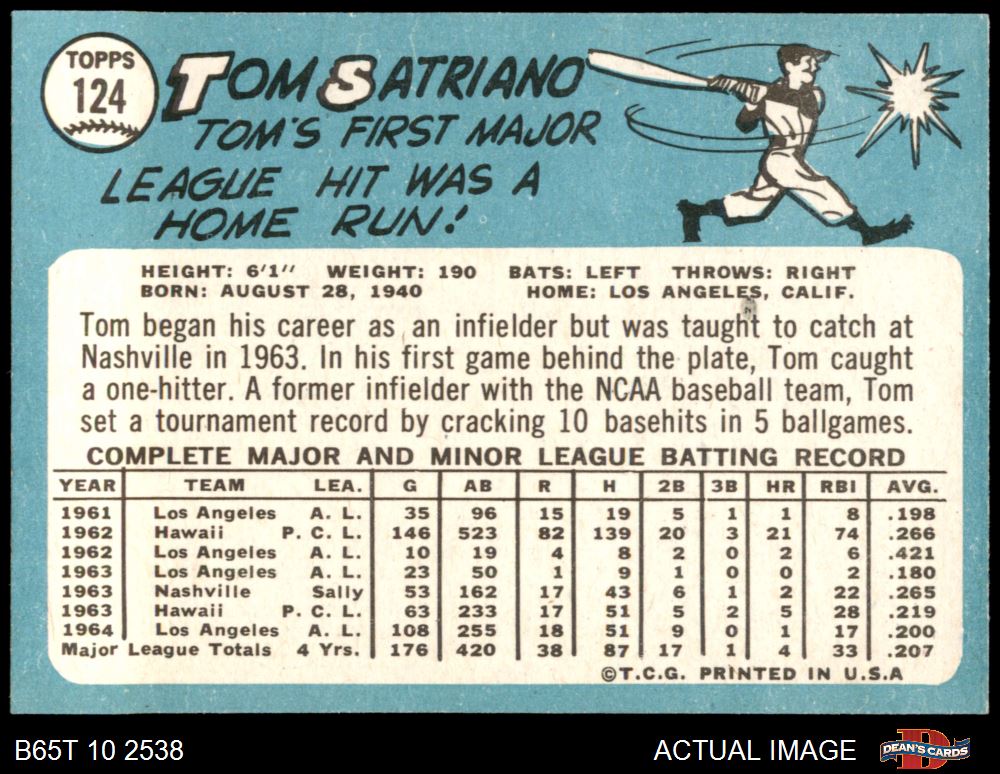 TOPPS
124
TOM SATRIANO
TOM'S FIRST MAJOR
LEAGUE HIT WAS A
HOME RUN!
HEIGHT: 6'1" WEIGHT: 190 BATS: LEFT THROWS: RIGHT
BORN: AUGUST 28, 1940 HOME: LOS ANGELES, CALIF.
Tom began his career as an infielder but was taught to catch at
Nashville in 1963. In his first game behind the plate, Tom caught
a one-hitter. A former infielder with the NCAA baseball team, Tom
set a tournament record by cracking 10 basehits in 5 ballgames.
COMPLETE MAJOR AND MINOR LEAGUE BATTING RECORD
YEAR TEAM LEA. G AB R H 2B 3B HR RBI AVG.
1961 Los Angeles A. L. 35 96 15 19 5 1 1 8 .198
1962 Hawaii P. C. L. 146 523 82 139 20 3 21 74 .266
1962 Los Angeles A. L. 10 19 4 8 2 0 2 6 .421
1963 Los Angeles A. L. 23 50 1 9 1 0 0 2 .180
1963 Nashville Sally 53 162 17 43 6 1 2 22 .265
1963 Hawaii P. C. L. 63 233 17 51 5 2 5 28 .219
1964 Los Angeles A. L. 108 255 18 51 9 0 1 17 .200
Major League Totals 4 Yrs. 176 420 38 87 17 1 4 33 .207
©T.C.G. PRINTED IN U.S.A
B65T 10 2538 ACTUAL IMAGE DEAN'S CARDS